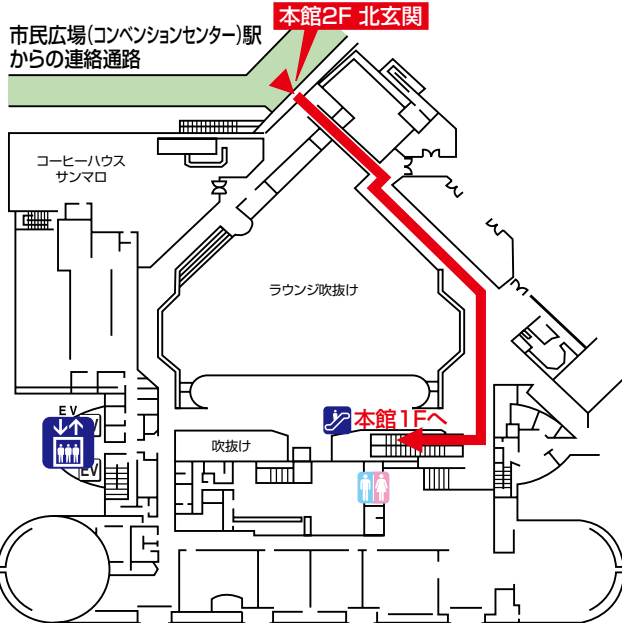 本館2F 北玄関
市民広場(コンベンションセンター)駅
からの連絡通路
コーヒーハウス
サンマロ
ラウンジ吹抜け
本館1Fへ
吹抜け
EV
EV